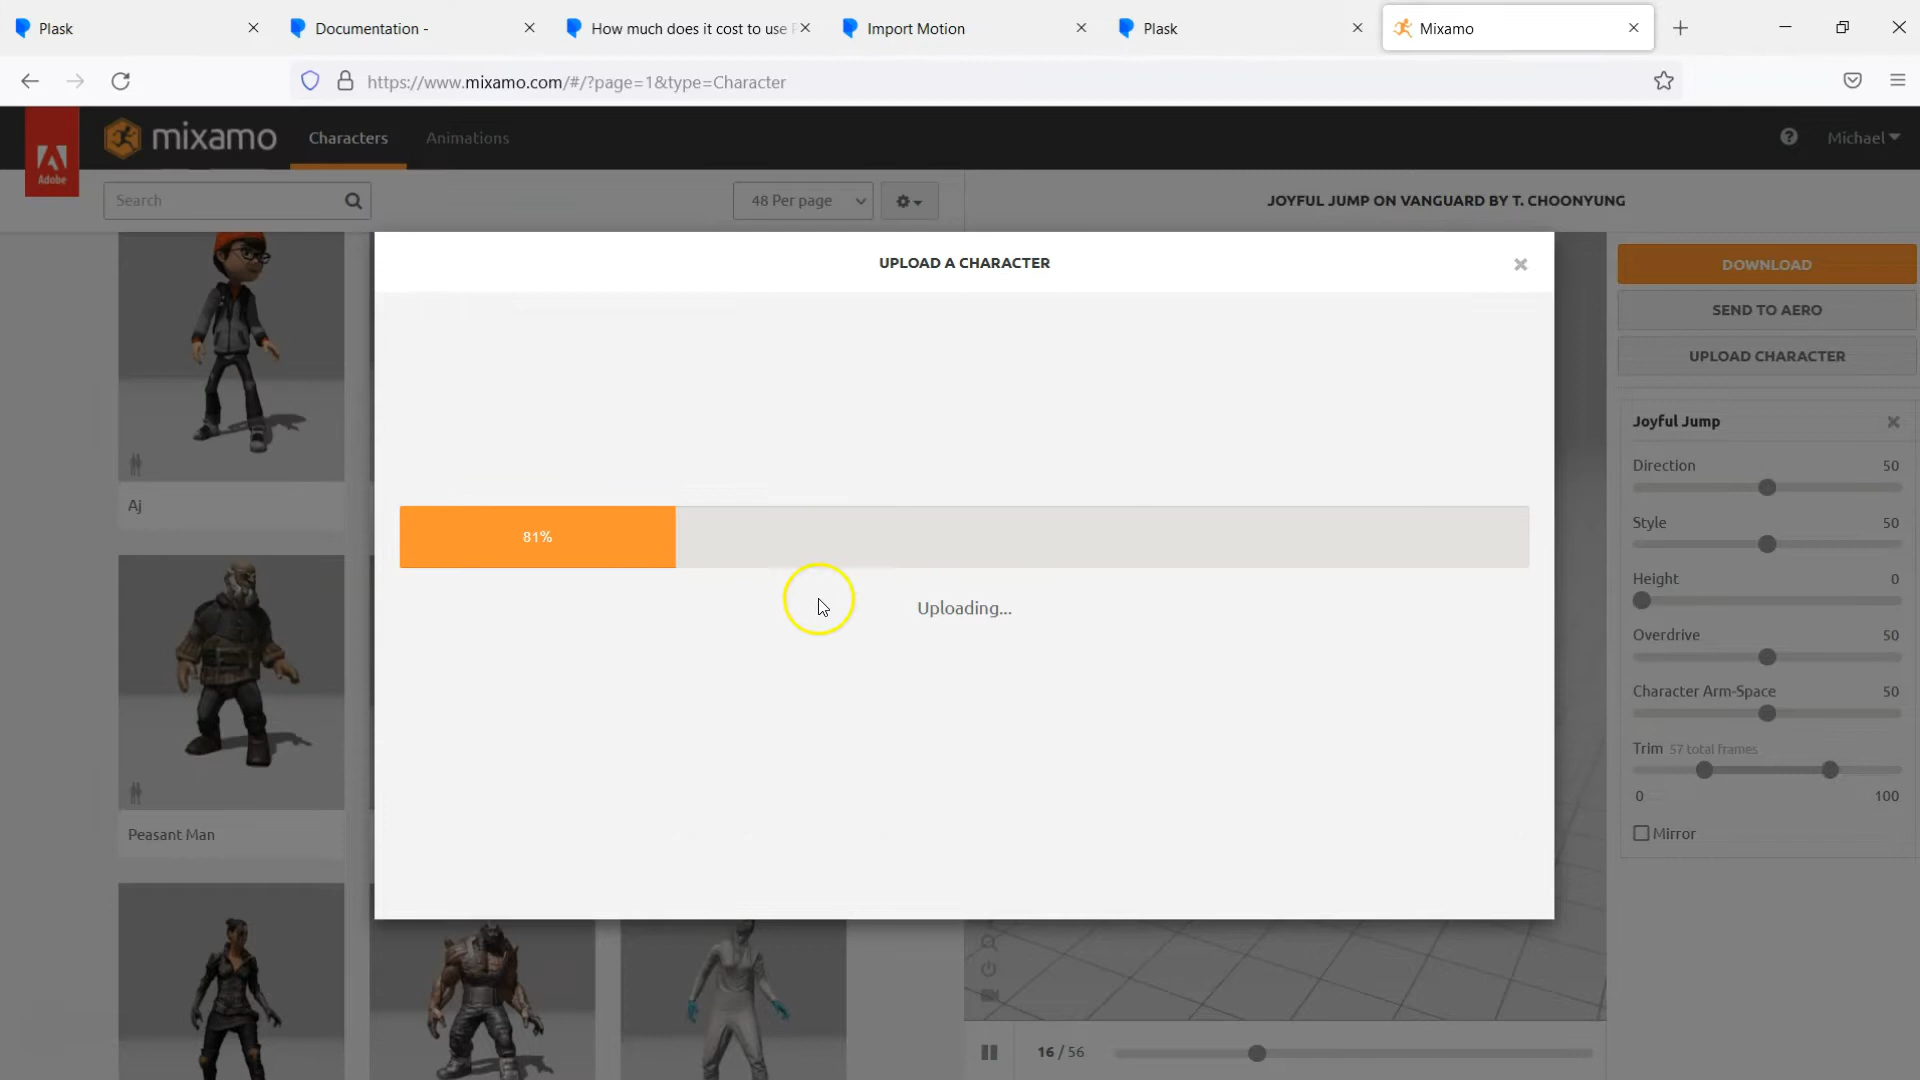 Plask
Documentation -
How much does it cost to use
Import Motion
Plask
Mixamo
https://www.mixamo.com/#/?page=1&type=Character
Adobe
mixamo
Characters
Animations
Michael
Search
48 Per page
JOYFUL JUMP ON VANGUARD BY T. CHOONYUNG
UPLOAD A CHARACTER
DOWNLOAD
SEND TO AERO
UPLOAD CHARACTER
Joyful Jump
Direction 50
Style 50
Height 0
Overdrive 50
Character Arm-Space 50
Trim 57 total frames
0 100
Mirror
81%
Uploading...
Aj
Peasant Man
16 / 56